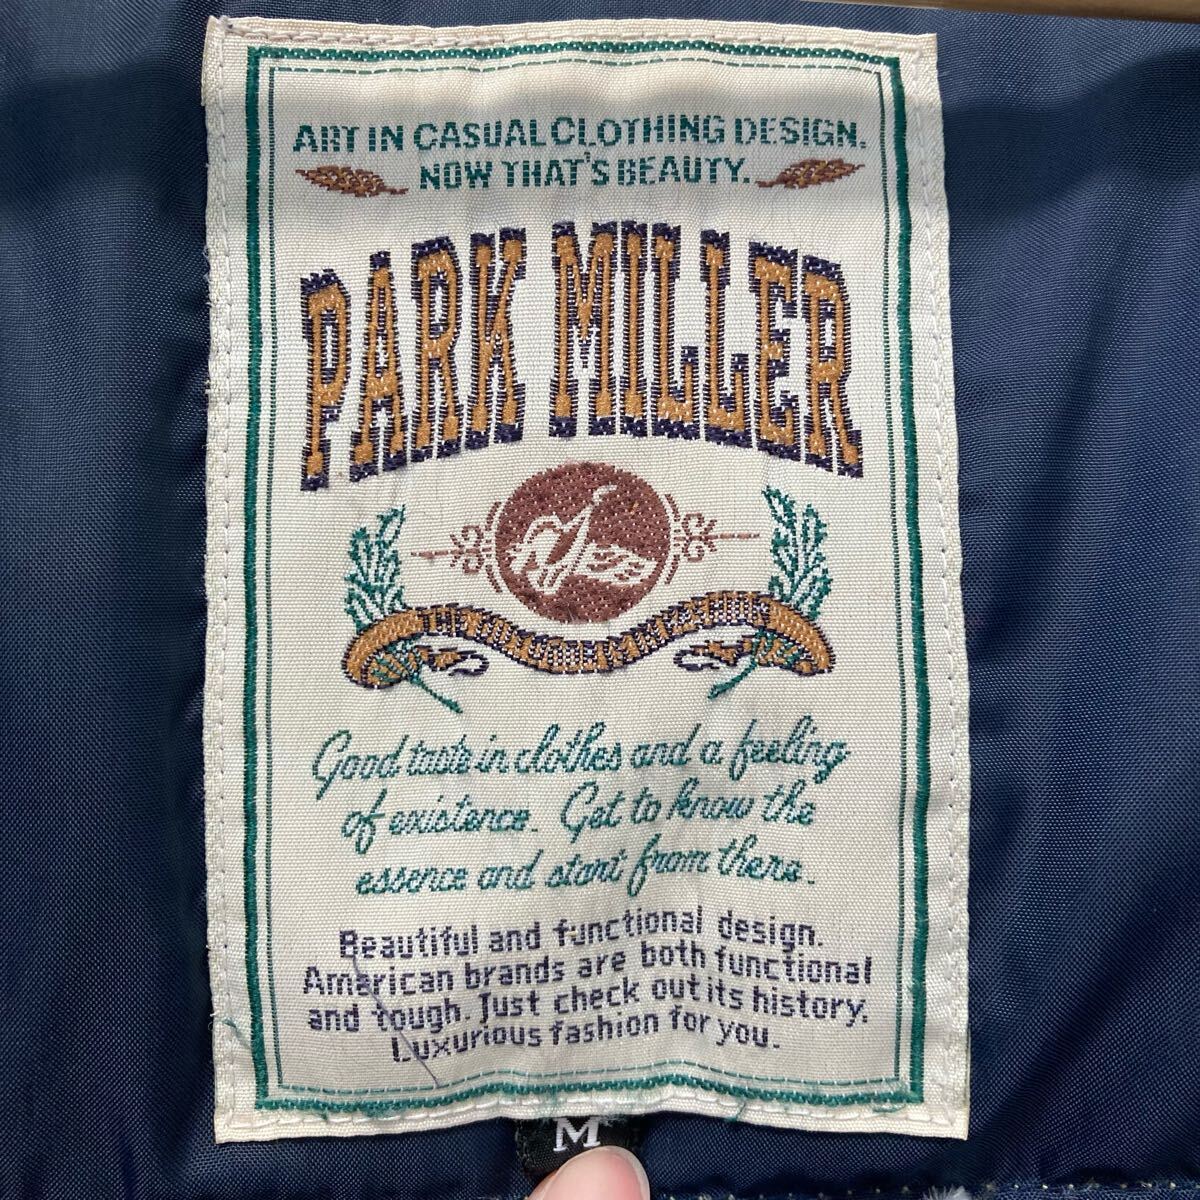 ART IN CASUAL CLOTHING DESIGN.
NOW THAT'S BEAUTY.
PARK MILLER
THE
Good taste in clothes and a feeling
of existence. Get to know the
essence and start from there.
Beautiful and functional design.
American brands are both functional
and tough. Just check out its history.
Luxurious fashion for you.
M